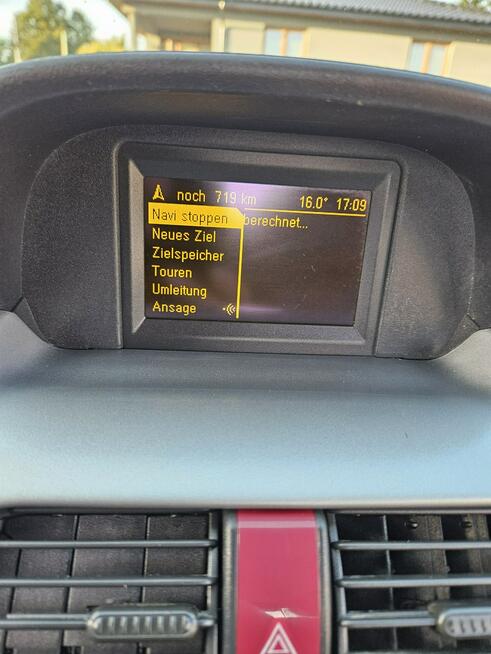 noch 719 km 16.0° 17:09
Navi stoppen berechnet...
Neues Ziel
Zielspeicher
Touren
Umleitung
Ansage